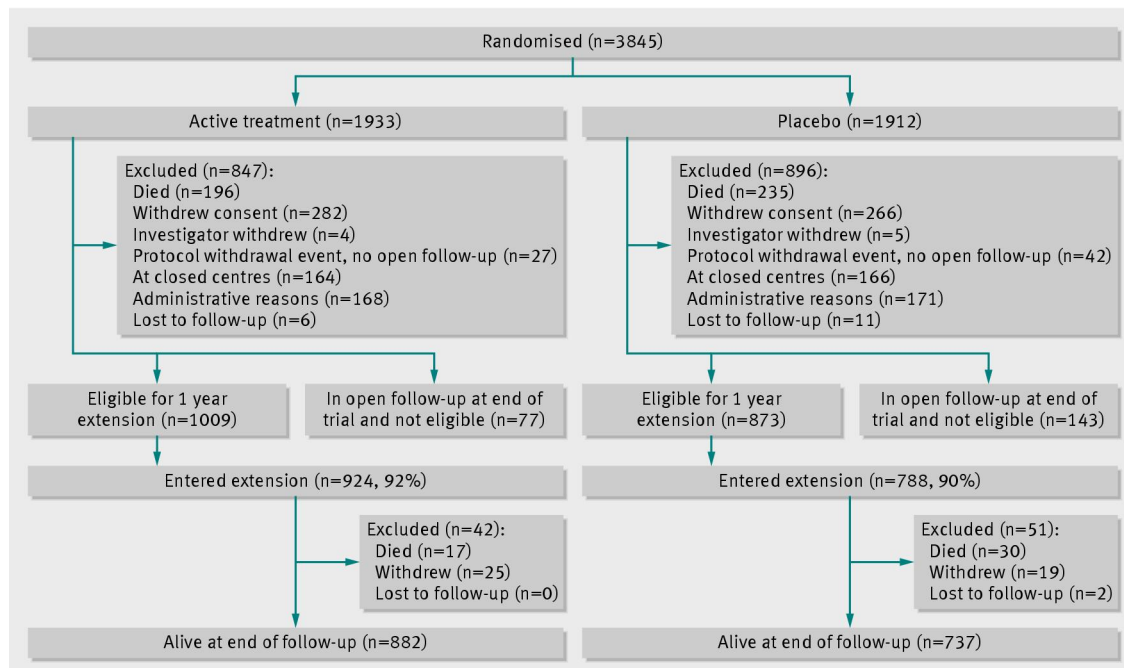 Randomised (n=3845)
Active treatment (n=1933)
Excluded (n=847):
Died (n=196)
Withdrew consent (n=282)
Investigator withdrew (n=4)
Protocol withdrawal event, no open follow-up (n=27)
At closed centres (n=164)
Administrative reasons (n=168)
Lost to follow-up (n=6)
Eligible for 1 year
extension (n=1009)
In open follow-up at end of
trial and not eligible (n=77)
Entered extension (n=924, 92%)
Excluded (n=42):
Died (n=17)
Withdrew (n=25)
Lost to follow-up (n=0)
Alive at end of follow-up (n=882)
Placebo (n=1912)
Excluded (n=896):
Died (n=235)
Withdrew consent (n=266)
Investigator withdrew (n=5)
Protocol withdrawal event, no open follow-up (n=42)
At closed centres (n=166)
Administrative reasons (n=171)
Lost to follow-up (n=11)
Eligible for 1 year
extension (n=873)
In open follow-up at end of
trial and not eligible (n=143)
Entered extension (n=788, 90%)
Excluded (n=51):
Died (n=30)
Withdrew (n=19)
Lost to follow-up (n=2)
Alive at end of follow-up (n=737)